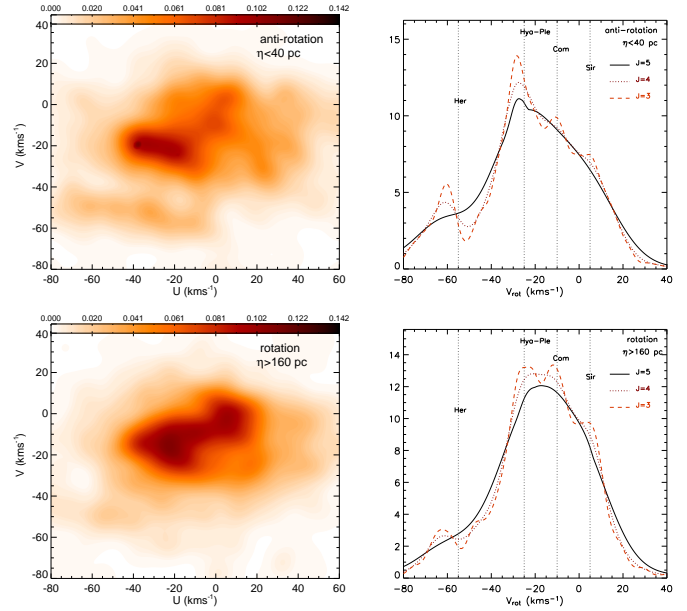 0.000 0.020 0.041 0.061 0.081 0.102 0.122 0.142
anti-rotation
η<40 pc
40
20
0
-20
-40
-60
-80
V (kms⁻¹)
-80 -60 -40 -20 0 20 40 60
U (kms⁻¹)
Hyo-Ple
Com
Sir
Her
anti-rotation
η<40 pc
J=5
J=4
J=3
15
10
5
0
-80 -60 -40 -20 0 20 40
Vrot (kms-1)
0.000 0.020 0.041 0.061 0.081 0.102 0.122 0.142
rotation
η>160 pc
40
20
0
-20
-40
-60
-80
V (kms⁻¹)
-80 -60 -40 -20 0 20 40 60
U (kms⁻¹)
Hyo-Ple
Com
Sir
Her
rotation
η>160 pc
J=5
J=4
J=3
14
12
10
8
6
4
2
0
-80 -60 -40 -20 0 20 40
Vrot (kms-1)